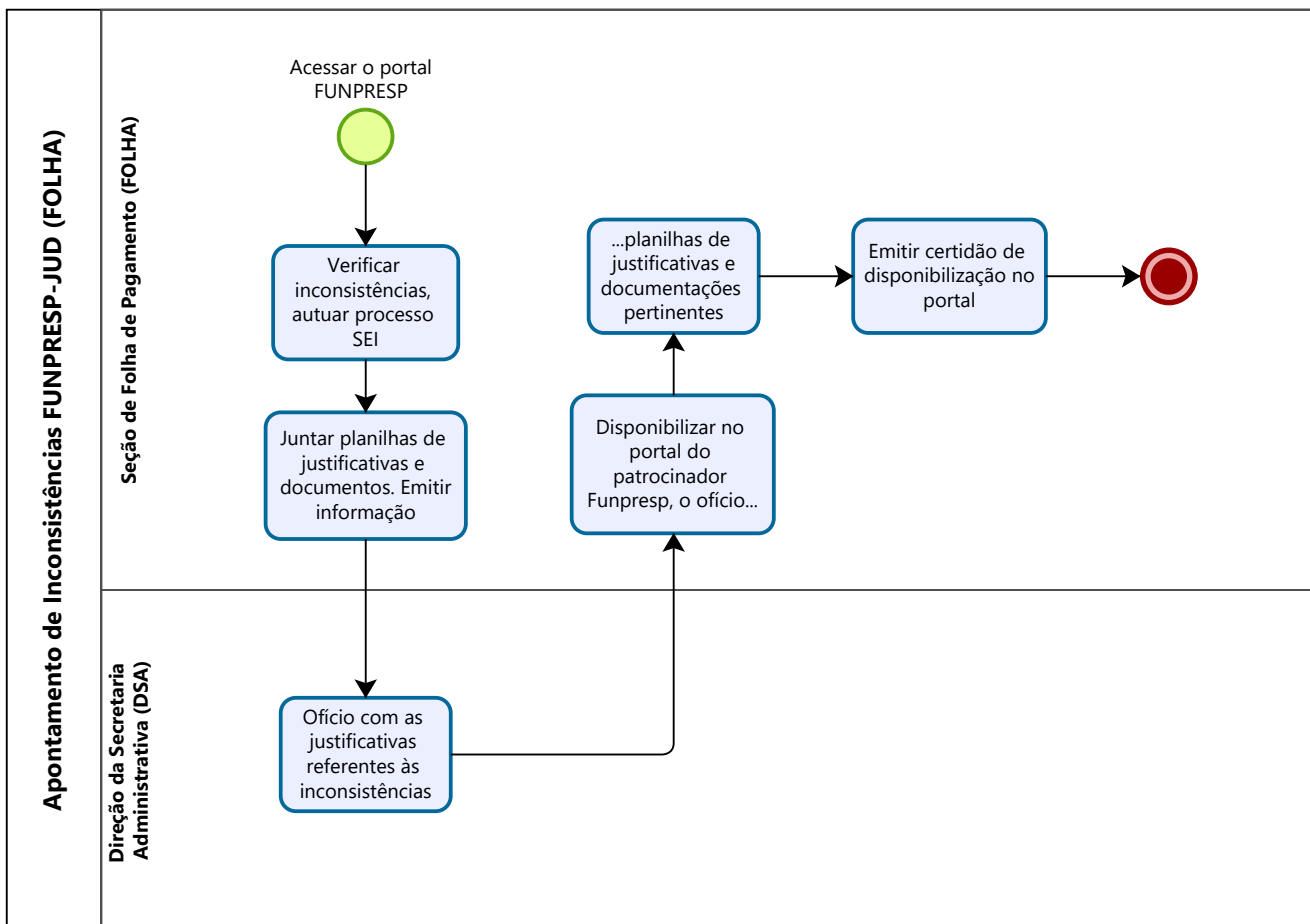 Apontamento de Inconsistências FUNPRESP-JUD (FOLHA)
Seção de Folha de Pagamento (FOLHA)
Acessar o portal
FUNPRESP
Verificar
inconsistências,
autuar processo
SEI
Juntar planilhas de
justificativas e
documentos. Emitir
informação
Direção da Secretaria
Administrativa (DSA)
Ofício com as
justificativas
referentes às
inconsistências
Disponibilizar no
portal do
patrocinador
Funpresp, o ofício...
...planilhas de
justificativas e
documentações
pertinentes
Emitir certidão de
disponibilização no
portal